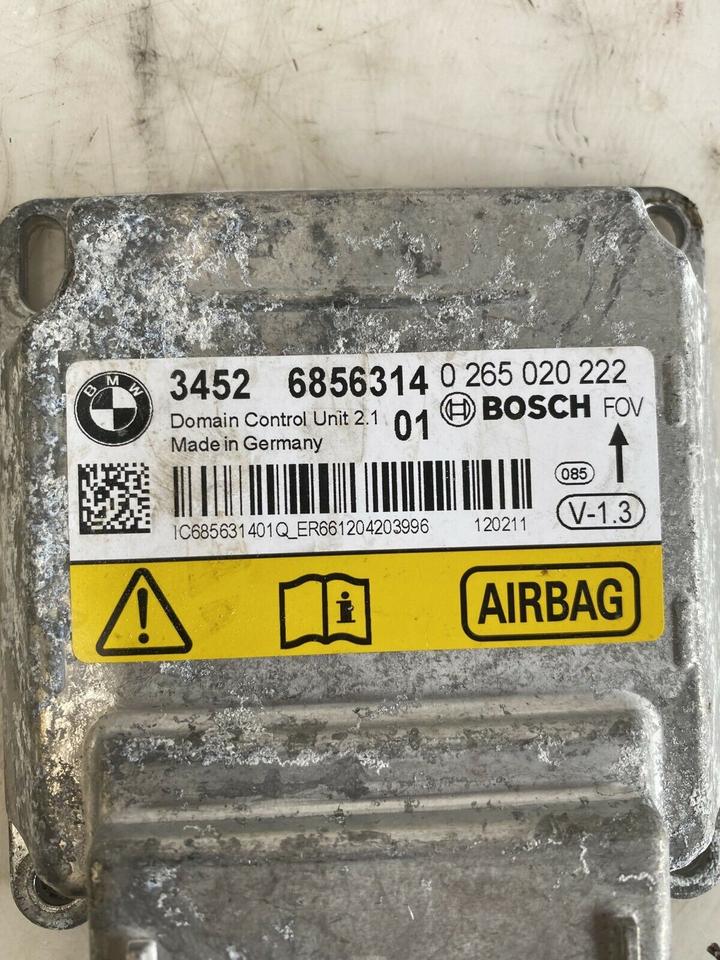 BMW
3452 6856314 0 265 020 222
Domain Control Unit 2.1 01 BOSCH FOV
Made in Germany
085
V-1.3
IC685631401Q_ER661204203996 120211
i AIRBAG